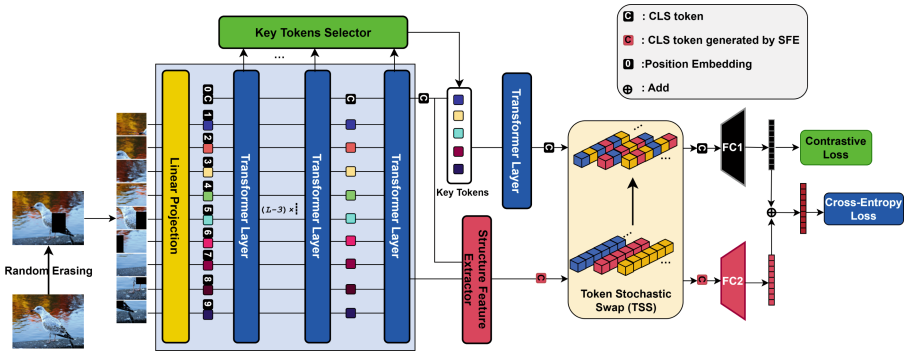 Key Tokens Selector
...
C : CLS token
C : CLS token generated by SFE
0 :Position Embedding
: Add
Random Erasing
Linear Projection
0 C
1
2
3
4
5
6
7
8
9
Transformer Layer
(L-3) ×
Transformer Layer
C
Transformer Layer
C
Key Tokens
Transformer Layer
Structure Feature
Extractor
C
C
...
...
...
...
Token Stochastic
Swap (TSS)
C
C
FC1
FC2
Contrastive
Loss
Cross-Entropy
Loss